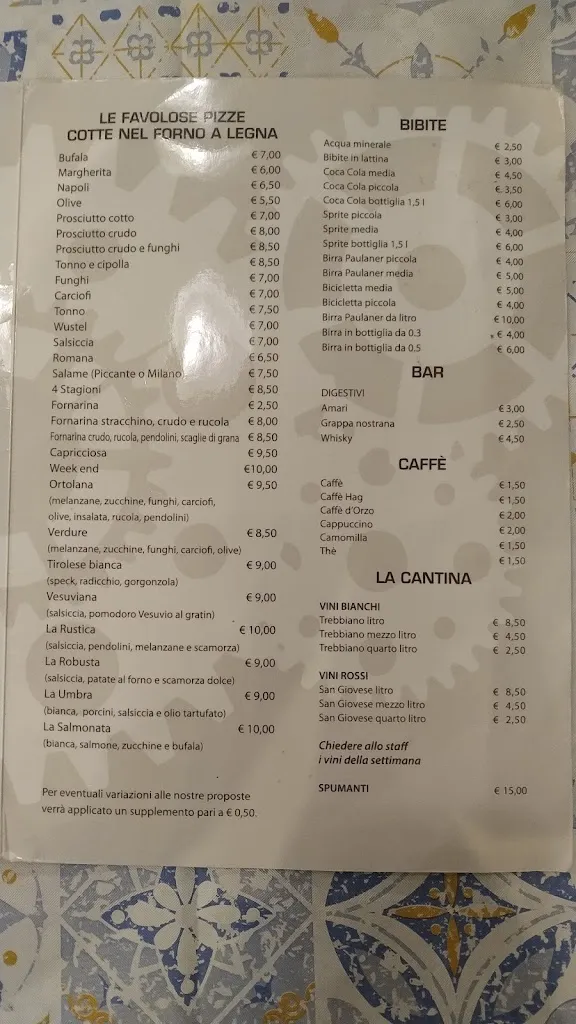 LE FAVOLOSE PIZZE
COTTE NEL FORNO A LEGNA
Bufala € 7,00
Margherita € 6,00
Napoli € 6,50
Olive € 5,50
Prosciutto cotto € 7,00
Prosciutto crudo € 8,00
Prosciutto crudo e funghi € 8,50
Tonno e cipolla € 8,50
Funghi € 7,00
Carciofi € 7,00
Tonno € 7,50
Wustel € 7,00
Salsiccia € 7,00
Romana € 6,50
Salame (Piccante o Milano) € 7,50
4 Stagioni € 8,50
Fornarina € 2,50
Fornarina stracchino, crudo e rucola € 8,00
Fornarina crudo, rucola, pendolini, scaglie di grana € 8,50
Capricciosa € 9,50
Week end €10,00
Ortolana € 9,50
(melanzane, zucchine, funghi, carciofi,
olive, insalata, rucola, pendolini)
Verdure € 8,50
(melanzane, zucchine, funghi, carciofi, olive)
Tirolese bianca € 9,00
(speck, radicchio, gorgonzola)
Vesuviana € 9,00
(salsiccia, pomodoro Vesuvio al gratin)
La Rustica € 10,00
(salsiccia, pendolini, melanzane e scamorza)
La Robusta € 9,00
(salsiccia, patate al forno e scamorza dolce)
La Umbra € 9,00
(bianca, porcini, salsiccia e olio tartufato)
La Salmonata € 10,00
(bianca, salmone, zucchine e bufala)
Per eventuali variazioni alle nostre proposte
verrà applicato un supplemento pari a € 0,50.
BIBITE
Acqua minerale € 2,50
Bibite in lattina € 3,00
Coca Cola media € 4,50
Coca Cola piccola € 3,50
Coca Cola bottiglia 1,5 l € 6,00
Sprite piccola € 3,00
Sprite media € 4,00
Sprite bottiglia 1,5 l € 6,00
Birra Paulaner piccola € 4,00
Birra Paulaner media € 5,00
Bicicletta media € 5,00
Bicicletta piccola € 4,00
Birra Paulaner da litro € 10,00
Birra in bottiglia da 0.3 € 4,00
Birra in bottiglia da 0.5 € 6,00
BAR
DIGESTIVI
Amari € 3,00
Grappa nostrana € 2,50
Whisky € 4,50
CAFFÈ
Caffè € 1,50
Caffè Hag € 1,50
Caffè d'Orzo € 2,00
Cappuccino € 2,00
Camomilla € 1,50
Thè € 1,50
LA CANTINA
VINI BIANCHI
Trebbiano litro € 8,50
Trebbiano mezzo litro € 4,50
Trebbiano quarto litro € 2,50
VINI ROSSI
San Giovese litro € 8,50
San Giovese mezzo litro € 4,50
San Giovese quarto litro € 2,50
Chiedere allo staff
i vini della settimana
SPUMANTI € 15,00